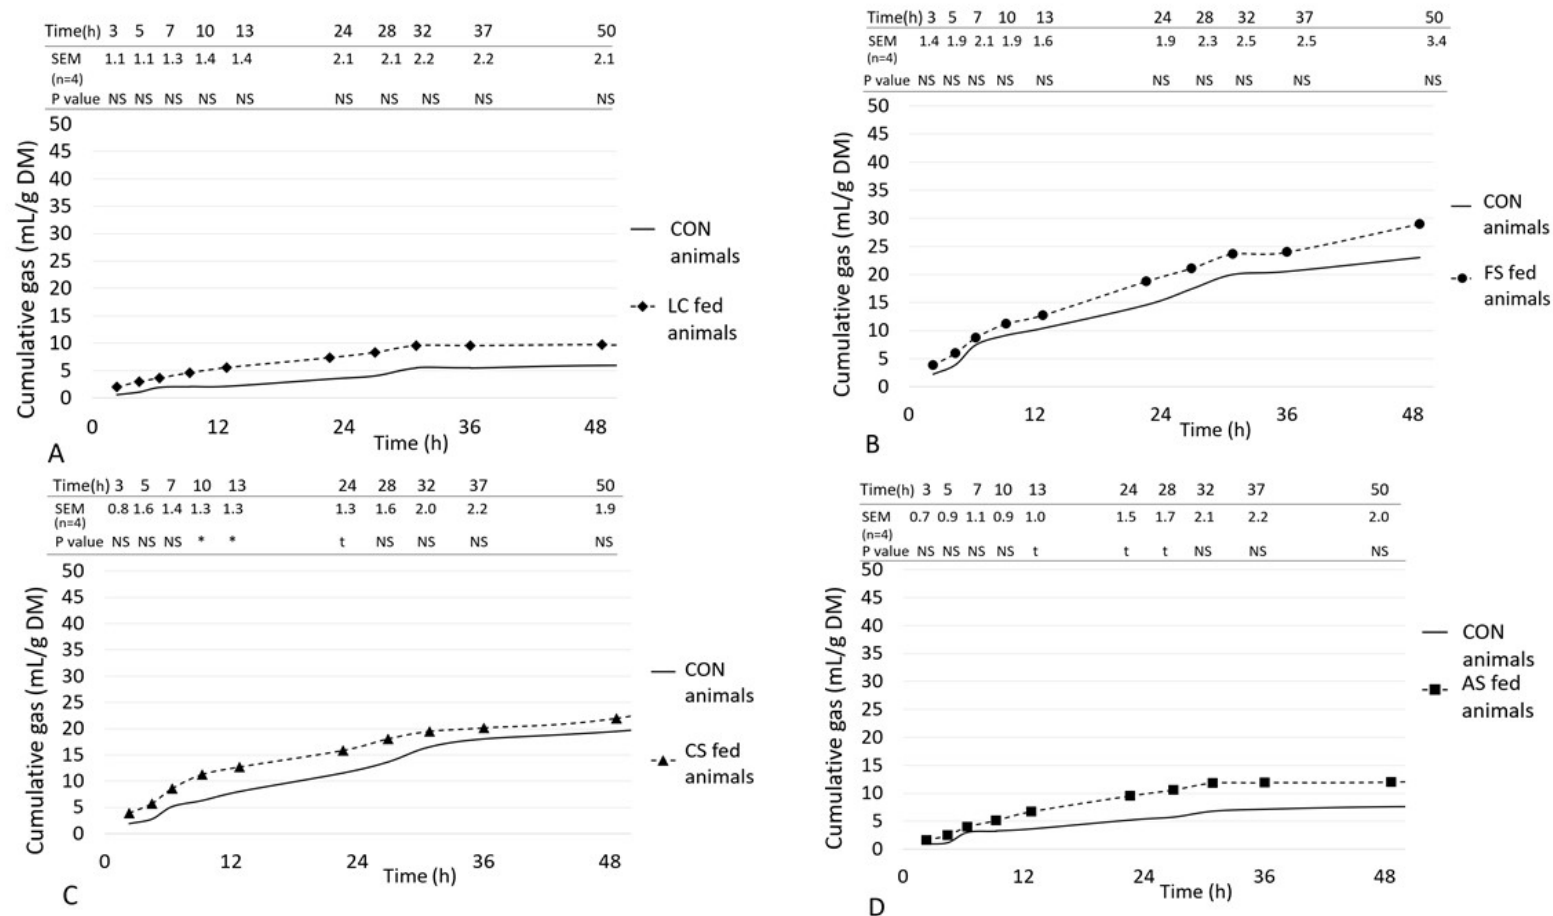 Time(h) 3 5 7 10 13 24 28 32 37 50
SEM 1.1 1.1 1.3 1.4 1.4 2.1 2.1 2.2 2.2 2.1
(n=4)
P value NS NS NS NS NS NS NS NS NS NS
50
45
40
35
30
25
20
15
10
5
0
Cumulative gas (mL/g DM)
0 12 24 36 48
Time (h)
CON
animals
LC fed
animals
A
Time(h) 3 5 7 10 13 24 28 32 37 50
SEM 1.4 1.9 2.1 1.9 1.6 1.9 2.3 2.5 2.5 3.4
(n=4)
P value NS NS NS NS NS NS NS NS NS NS
50
45
40
35
30
25
20
15
10
5
0
Cumulative gas (mL/g DM)
0 12 24 36 48
Time (h)
CON
animals
FS fed
animals
B
Time(h) 3 5 7 10 13 24 28 32 37 50
SEM 0.8 1.6 1.4 1.3 1.3 1.3 1.6 2.0 2.2 1.9
(n=4)
P value NS NS NS * * t NS NS NS NS
50
45
40
35
30
25
20
15
10
5
0
Cumulative gas (mL/g DM)
0 12 24 36 48
Time (h)
CON
animals
CS fed
animals
C
Time(h) 3 5 7 10 13 24 28 32 37 50
SEM 0.7 0.9 1.1 0.9 1.0 1.5 1.7 2.1 2.2 2.0
(n=4)
P value NS NS NS NS t t t NS NS NS
50
45
40
35
30
25
20
15
10
5
0
Cumulative gas (mL/g DM)
0 12 24 36 48
Time (h)
CON
animals
AS fed
animals
D